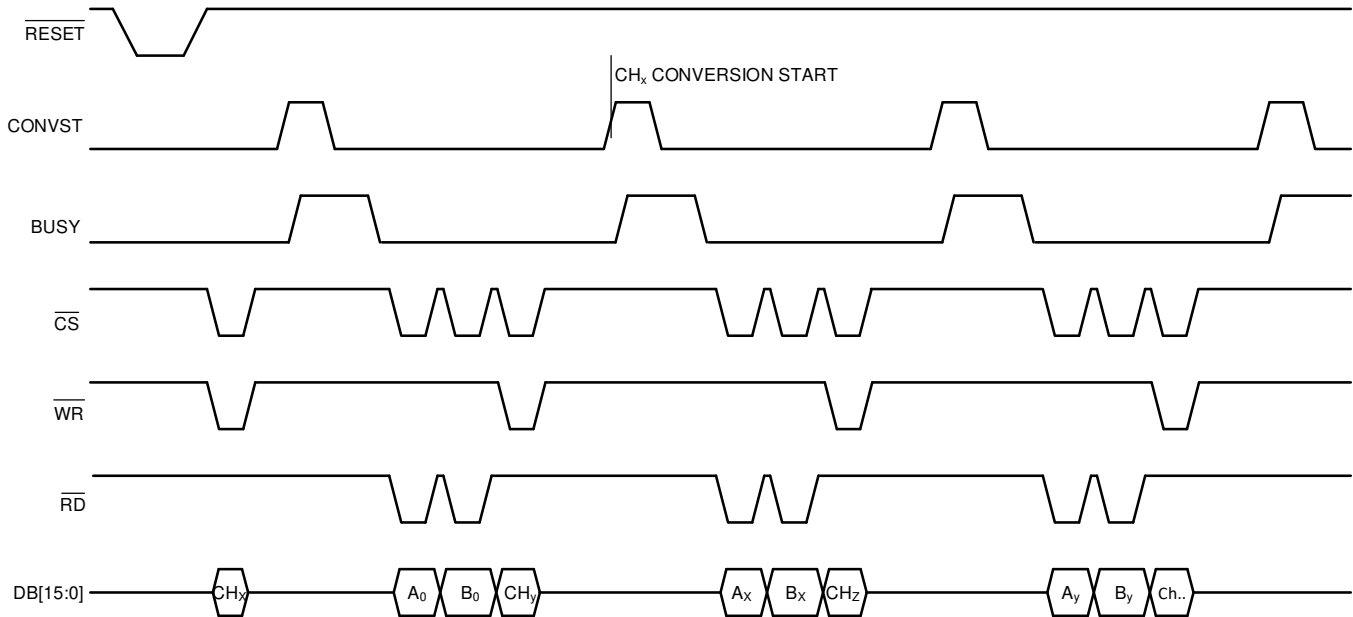 RESET
CHx CONVERSION START
CONVST
BUSY
CS
WR
RD
DB[15:0] CHX A0 B0 CHy AX BX CHZ Ay By Ch..